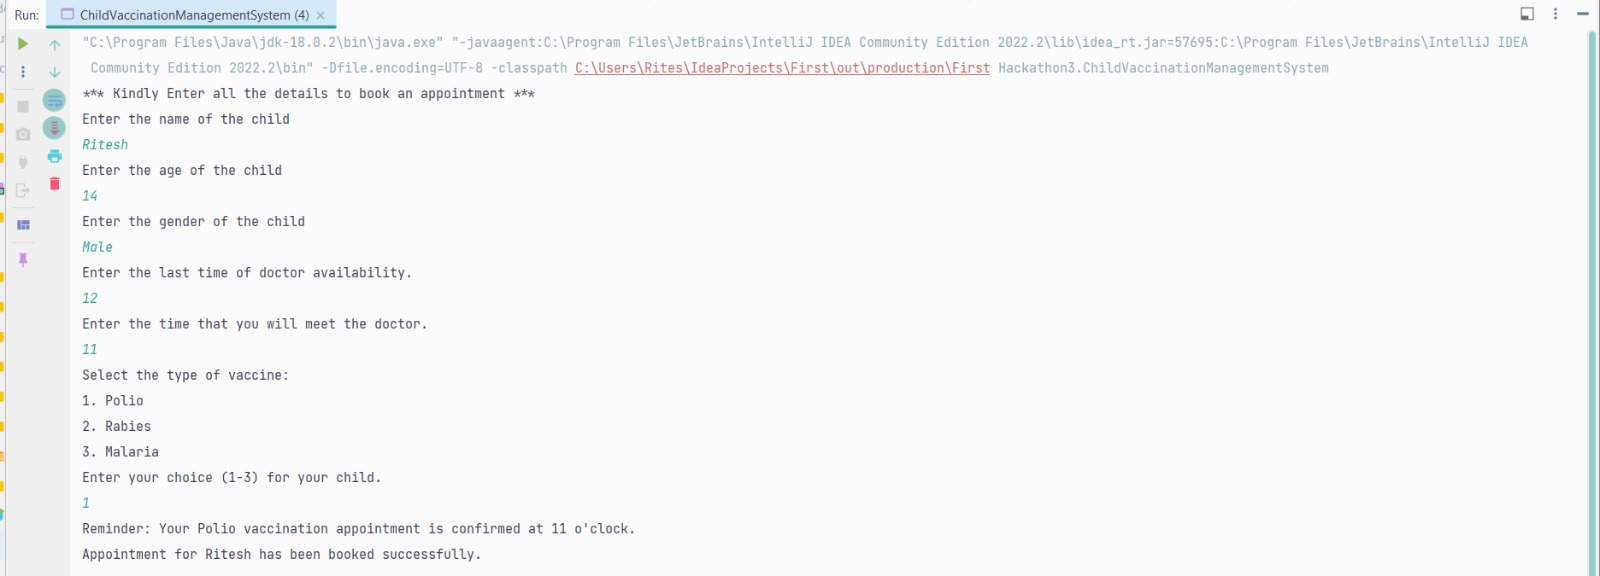 Run: ChildVaccinationManagementSystem (4) ×
"C:\Program Files\Java\jdk-18.0.2\bin\java.exe" "-javaagent:C:\Program Files\JetBrains\IntelliJ IDEA Community Edition 2022.2\lib\idea_rt.jar=57695:C:\Program Files\JetBrains\IntelliJ IDEA
Community Edition 2022.2\bin" -Dfile.encoding=UTF-8 -classpath C:\Users\Rites\IdeaProjects\First\out\production\First Hackathon3.ChildVaccinationManagementSystem
*** Kindly Enter all the details to book an appointment ***
Enter the name of the child
Ritesh
Enter the age of the child
14
Enter the gender of the child
Male
Enter the last time of doctor availability.
12
Enter the time that you will meet the doctor.
11
Select the type of vaccine:
1. Polio
2. Rabies
3. Malaria
Enter your choice (1-3) for your child.
1
Reminder: Your Polio vaccination appointment is confirmed at 11 o'clock.
Appointment for Ritesh has been booked successfully.